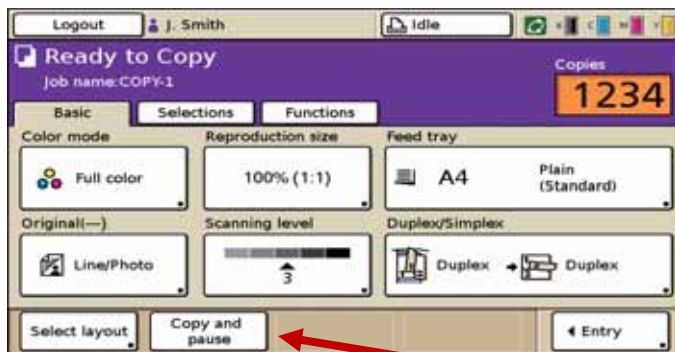 Logout
J. Smith
Idle
K
C
M
Y
Ready to Copy
Job name:COPY-1
Copies
1234
Basic
Selections
Functions
Color mode
Reproduction size
Feed tray
Full color
100% (1:1)
A4
Plain
(Standard)
Original(—)
Scanning level
Duplex/Simplex
Line/Photo
3
Duplex
Duplex
Select layout
Copy and
pause
Entry